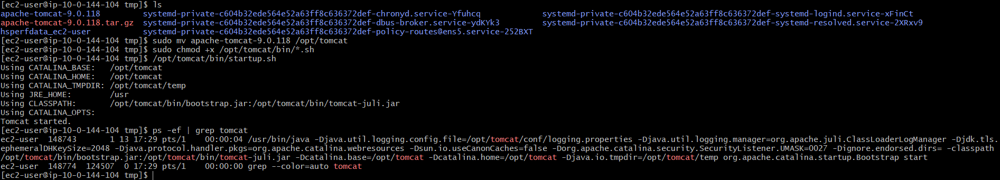 [ec2-user@ip-10-0-144-104 tmp]$ ls
apache-tomcat-9.0.118         systemd-private-c604b32ede564e52a63ff8c636372def-chronyd.service-Yfuhcq             systemd-private-c604b32ede564e52a63ff8c636372def-systemd-logind.service-xFinCt
apache-tomcat-9.0.118.tar.gz  systemd-private-c604b32ede564e52a63ff8c636372def-dbus-broker.service-ydKYk3         systemd-private-c604b32ede564e52a63ff8c636372def-systemd-resolved.service-2XRxv9
hsperfdata_ec2-user           systemd-private-c604b32ede564e52a63ff8c636372def-policy-routes@ens5.service-252BXT
[ec2-user@ip-10-0-144-104 tmp]$ sudo mv apache-tomcat-9.0.118 /opt/tomcat
[ec2-user@ip-10-0-144-104 tmp]$ sudo chmod +x /opt/tomcat/bin/*.sh
[ec2-user@ip-10-0-144-104 tmp]$ /opt/tomcat/bin/startup.sh
Using CATALINA_BASE:   /opt/tomcat
Using CATALINA_HOME:   /opt/tomcat
Using CATALINA_TMPDIR: /opt/tomcat/temp
Using JRE_HOME:        /usr
Using CLASSPATH:       /opt/tomcat/bin/bootstrap.jar:/opt/tomcat/bin/tomcat-juli.jar
Using CATALINA_OPTS:
Tomcat started.
[ec2-user@ip-10-0-144-104 tmp]$ ps -ef | grep tomcat
ec2-user  148743       1 13 17:29 pts/1    00:00:04 /usr/bin/java -Djava.util.logging.config.file=/opt/tomcat/conf/logging.properties -Djava.util.logging.manager=org.apache.juli.ClassLoaderLogManager -Djdk.tls.
ephemeralDHKeySize=2048 -Djava.protocol.handler.pkgs=org.apache.catalina.webresources -Dsun.io.useCanonCaches=false -Dorg.apache.catalina.security.SecurityListener.UMASK=0027 -Dignore.endorsed.dirs= -classpath
/opt/tomcat/bin/bootstrap.jar:/opt/tomcat/bin/tomcat-juli.jar -Dcatalina.base=/opt/tomcat -Dcatalina.home=/opt/tomcat -Djava.io.tmpdir=/opt/tomcat/temp org.apache.catalina.startup.Bootstrap start
ec2-user  148774  124507  0 17:29 pts/1    00:00:00 grep --color=auto tomcat
[ec2-user@ip-10-0-144-104 tmp]$